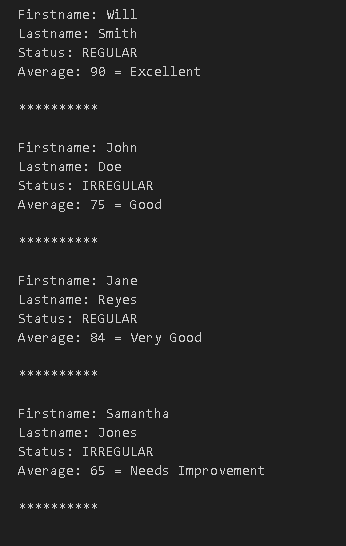 Firstname: Will
Lastname: Smith
Status: REGULAR
Average: 90 = Excellent
**********
Firstname: John
Lastname: Doe
Status: IRREGULAR
Average: 75 = Good
**********
Firstname: Jane
Lastname: Reyes
Status: REGULAR
Average: 84 = Very Good
**********
Firstname: Samantha
Lastname: Jones
Status: IRREGULAR
Average: 65 = Needs Improvement
**********